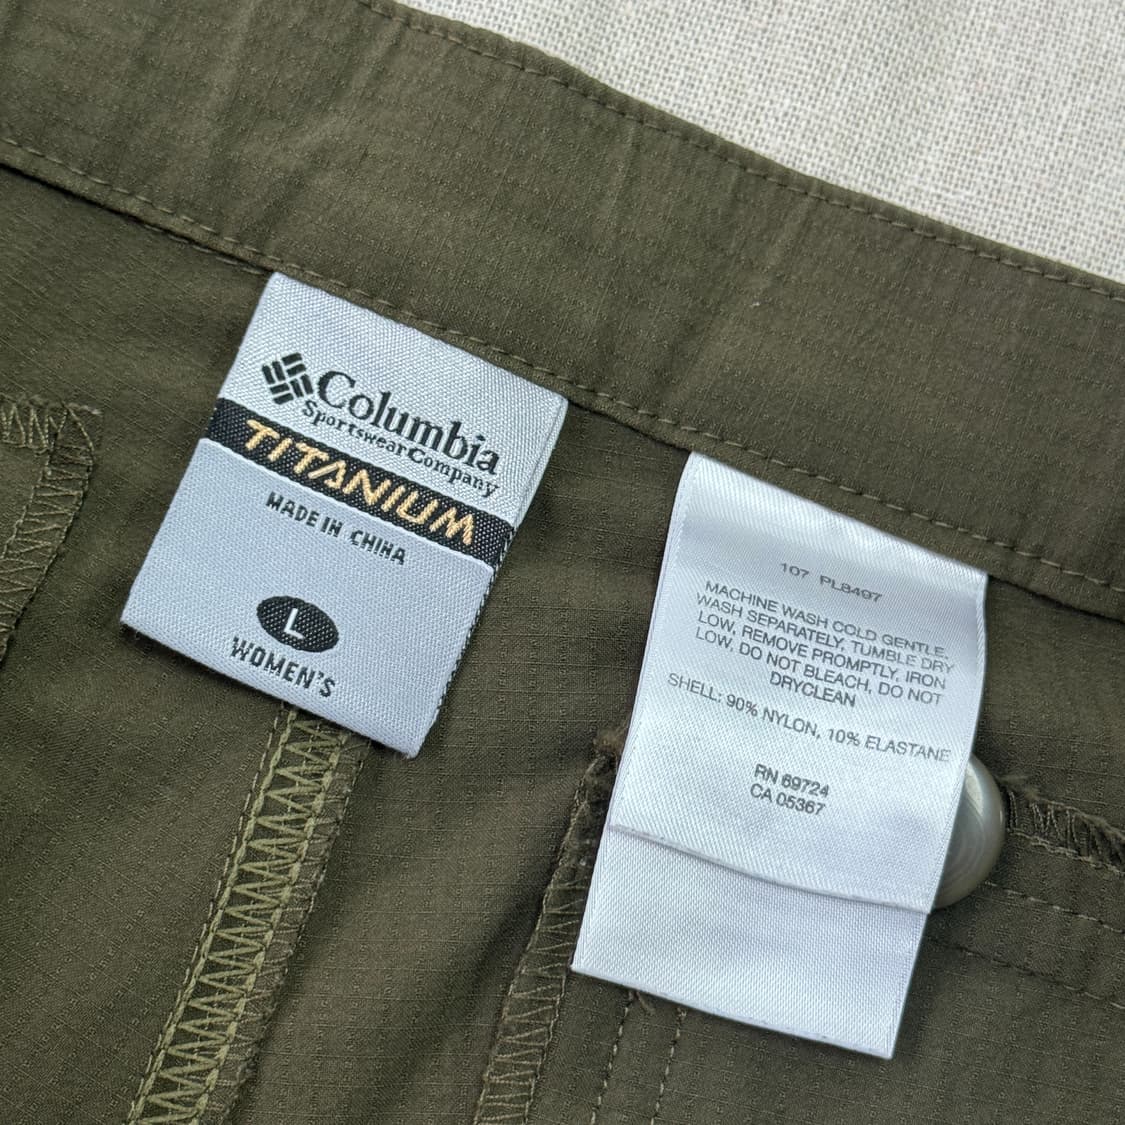 Columbia
Sportswear Company
TITANIUM
MADE IN CHINA
L
WOMEN'S
107 PL8497
MACHINE WASH COLD GENTLE,
WASH SEPARATELY, TUMBLE DRY
LOW, REMOVE PROMPTLY, IRON
LOW, DO NOT BLEACH, DO NOT
DRYCLEAN
SHELL: 90% NYLON, 10% ELASTANE
RN 69724
CA 05367